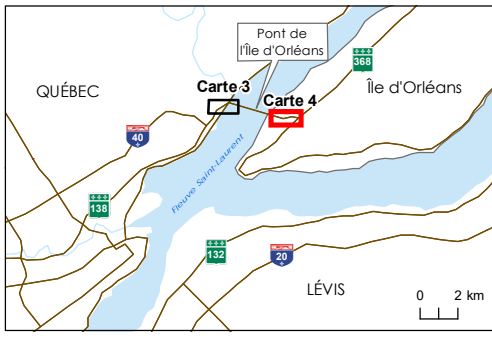 Pont de
l'Île d'Orléans
368
QUÉBEC
Carte 3
Île d'Orléans
Carte 4
40
Fleuve Saint-Laurent
138
132
20
LÉVIS
0 2 km